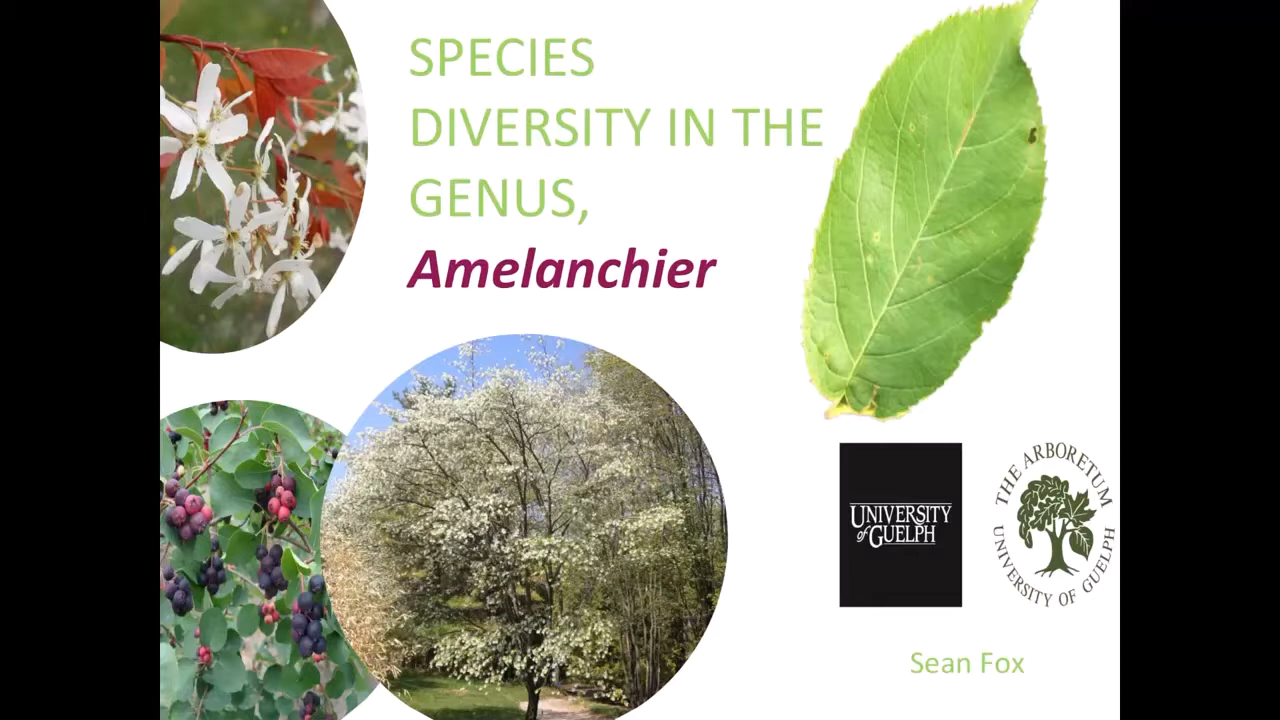 SPECIES
DIVERSITY IN THE
GENUS,
Amelanchier
UNIVERSITY
of GUELPH
THE ARBORETUM
UNIVERSITY OF GUELPH
Sean Fox